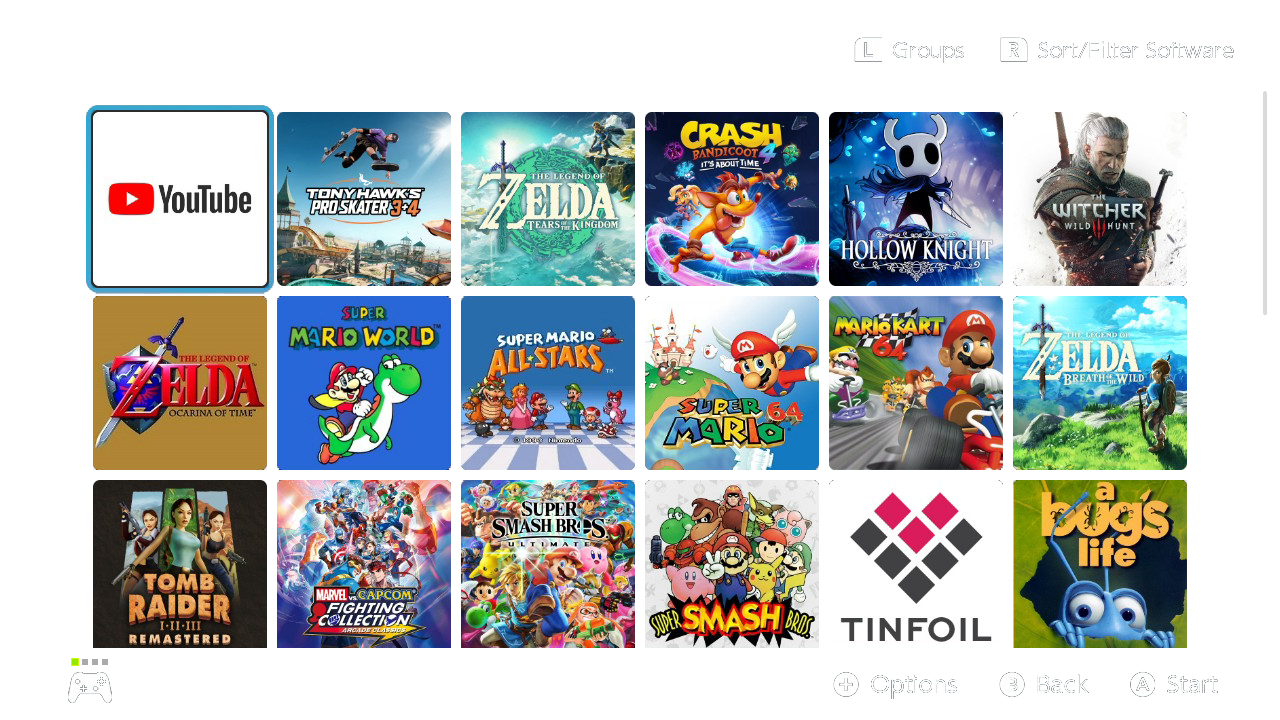 L Groups R Sort/Filter Software
YouTube
TONY HAWK'S
PRO SKATER 3+4
THE LEGEND OF
ZELDA
TEARS OF THE KINGDOM
CRASH
BANDICOOT 4
IT'S ABOUT TIME
HOLLOW KNIGHT
THE
WITCHER
WILD HUNT
THE LEGEND OF
ZELDA
OCARINA OF TIME
SUPER
MARIO WORLD
SUPER MARIO
ALL-STARS
© 1993 Nintendo
SUPER
MARIO 64
MARIO KART
64
THE LEGEND OF
ZELDA
BREATH OF THE WILD
TOMB
RAIDER
I·II·III
REMASTERED
MARVEL VS. CAPCOM
FIGHTING
COLLECTION
ARCADE CLASSICS
SUPER
SMASH BROS.
ULTIMATE
SUPER SMASH BROS.
TINFOIL
a
bug's
life
+ Options B Back A Start